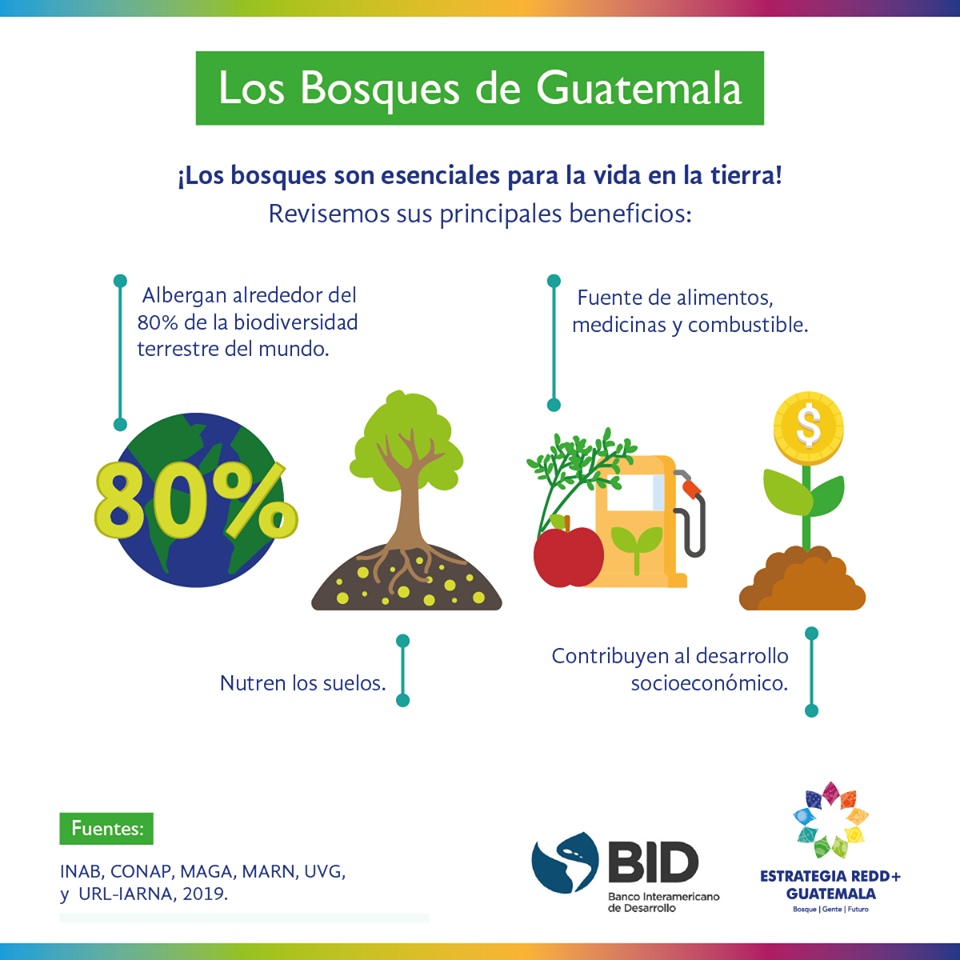 Los Bosques de Guatemala
¡Los bosques son esenciales para la vida en la tierra!
Revisemos sus principales beneficios:
Albergan alrededor del
80% de la biodiversidad
terrestre del mundo.
Fuente de alimentos,
medicinas y combustible.
80%
$
Nutren los suelos.
Contribuyen al desarrollo
socioeconómico.
Fuentes:
INAB, CONAP, MAGA, MARN, UVG,
y URL-IARNA, 2019.
BID
Banco Interamericano
de Desarrollo
ESTRATEGIA REDD+
GUATEMALA
Bosque | Gente | Futuro